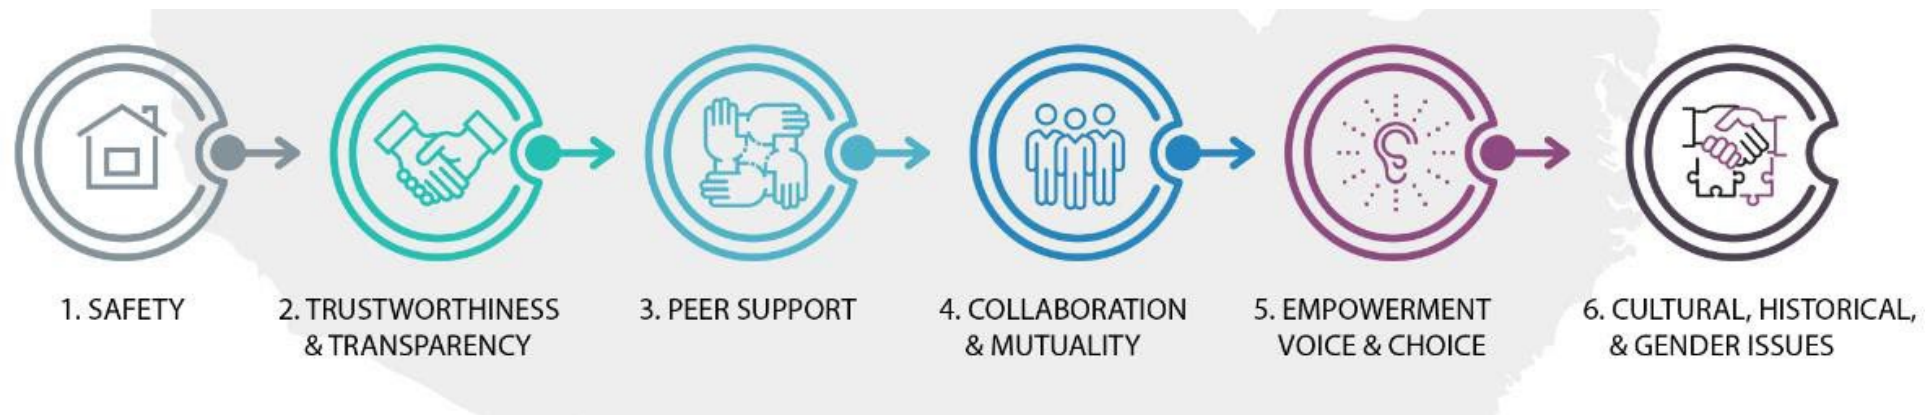 1. SAFETY
2. TRUSTWORTHINESS
& TRANSPARENCY
3. PEER SUPPORT
4. COLLABORATION
& MUTUALITY
5. EMPOWERMENT
VOICE & CHOICE
6. CULTURAL, HISTORICAL,
& GENDER ISSUES